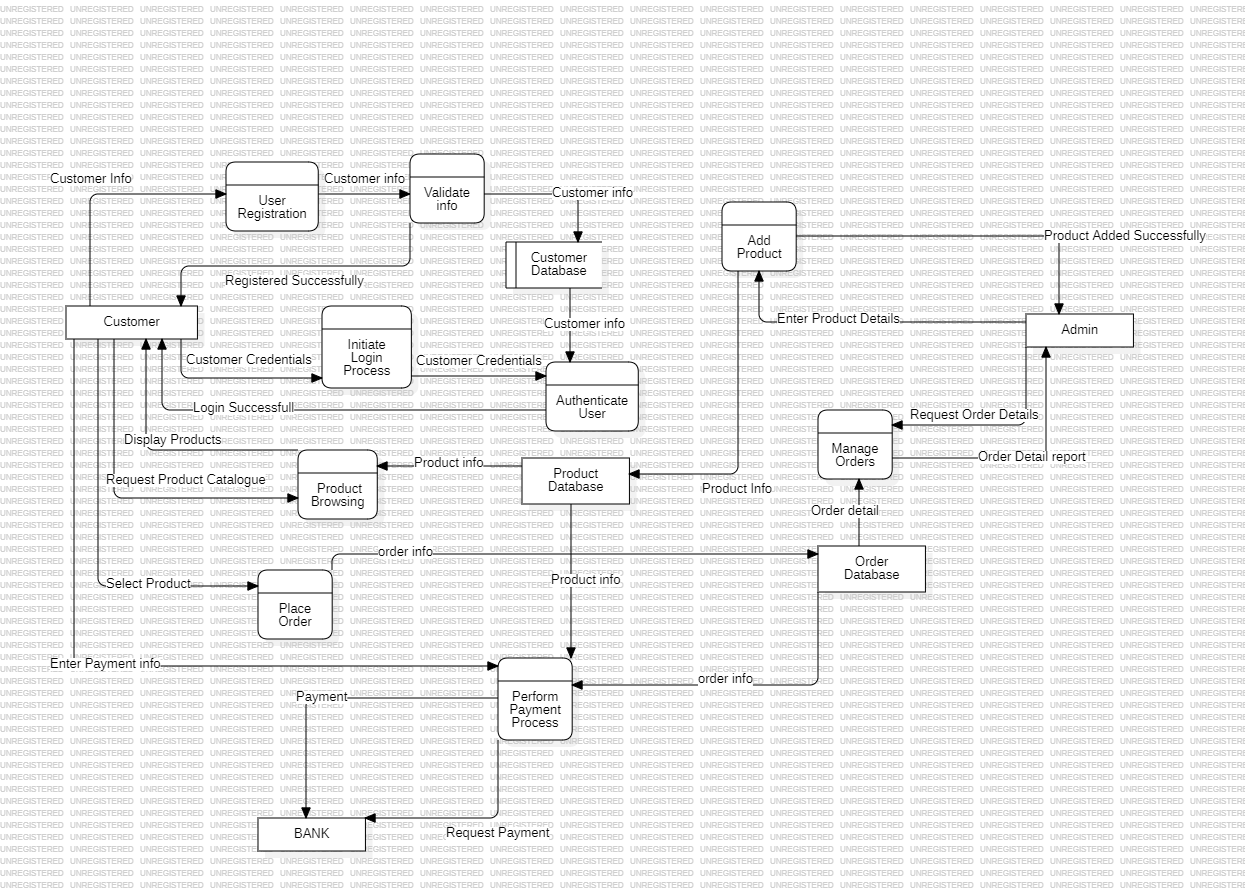 Customer Info
Customer info
User
Registration
Validate
info
Customer info
Add
Product
Product Added Successfully
Customer
Database
Registered Successfully
Customer
Enter Product Details
Admin
Customer info
Initiate
Login
Process
Customer Credentials
Customer Credentials
Authenticate
User
Login Successfull
Request Order Details
Display Products
Manage
Orders
Order Detail report
Product info
Request Product Catalogue
Product
Browsing
Product
Database
Product Info
Order detail
order info
Order
Database
Select Product
Product info
Place
Order
Enter Payment info
order info
Payment
Perform
Payment
Process
BANK
Request Payment
UNREGISTERED